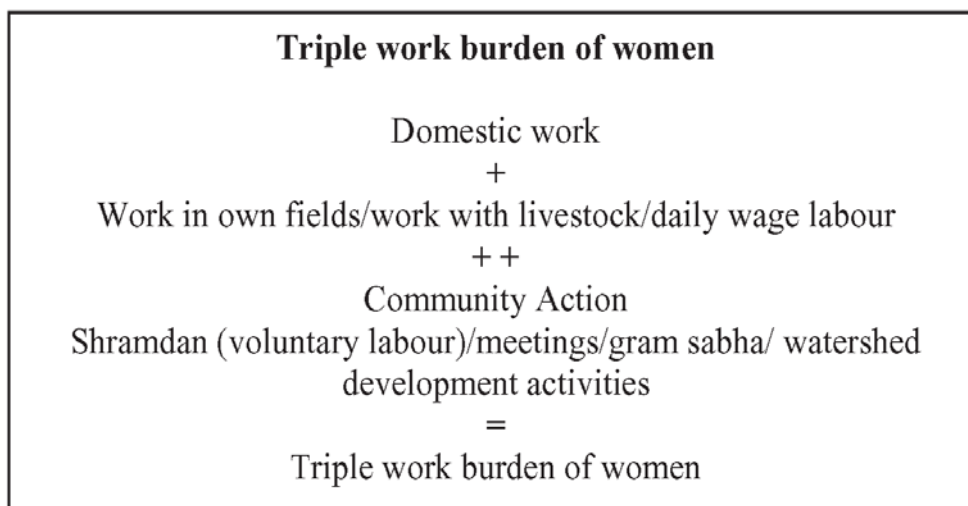 Triple work burden of women
Domestic work
+
Work in own fields/work with livestock/daily wage labour
+ +
Community Action
Shramdan (voluntary labour)/meetings/gram sabha/ watershed
development activities
=
Triple work burden of women